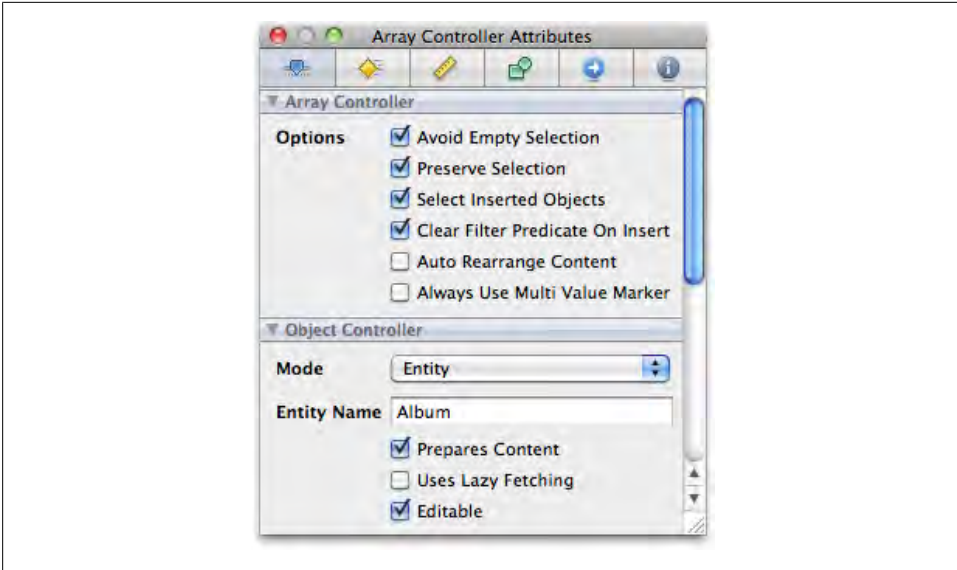 Array Controller Attributes
Array Controller
Options
Avoid Empty Selection
Preserve Selection
Select Inserted Objects
Clear Filter Predicate On Insert
Auto Rearrange Content
Always Use Multi Value Marker
Object Controller
Mode Entity
Entity Name Album
Prepares Content
Uses Lazy Fetching
Editable